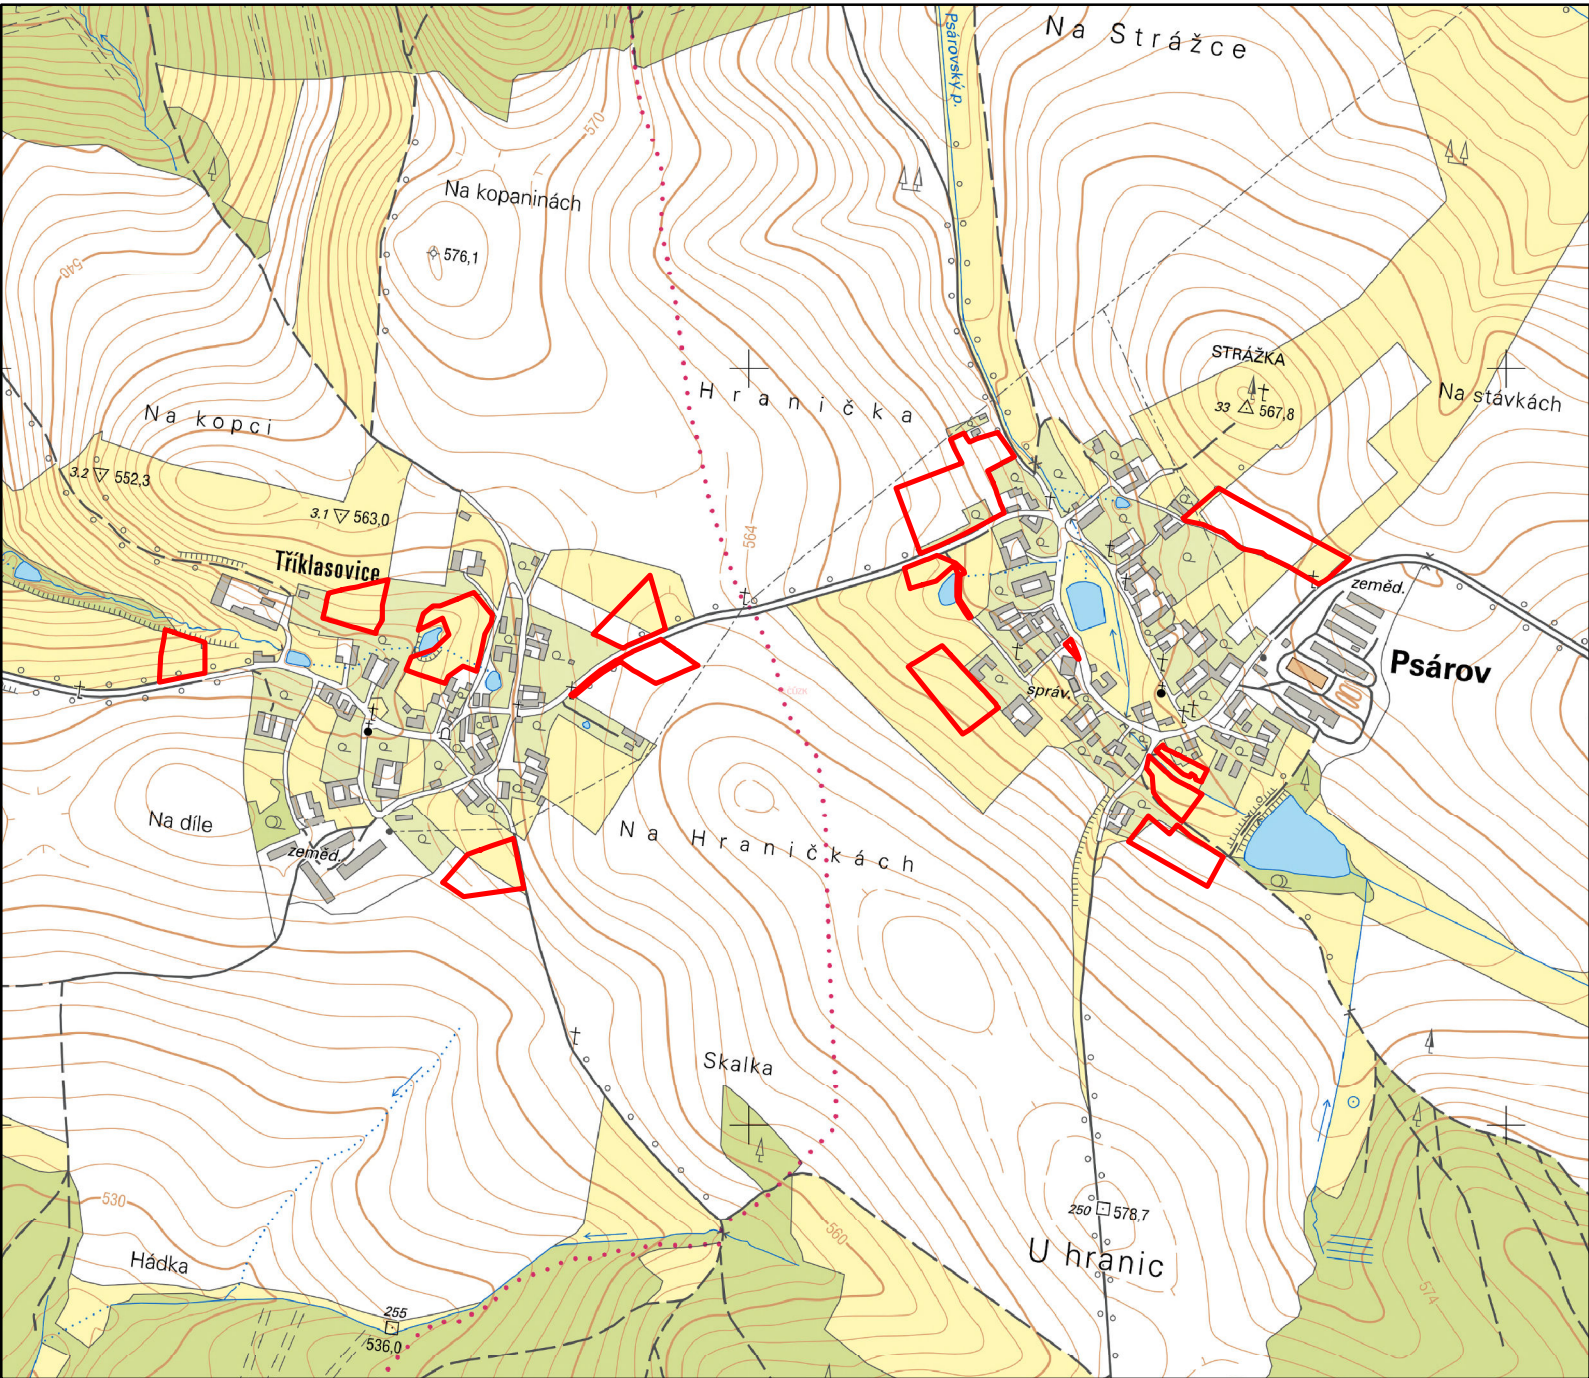 Na Strážce
Psárovský p.
570
Na kopaninách
576,1
540
STRÁŽKA
33 567,8
Na stávkách
Hranička
Na kopci
3.2 552,3
3.1 563,0
564
Tříklasovice
zeměd.
Psárov
ČÚZK
správ.
Na díle
Na Hraničkách
zeměd.
Skalka
530
250 578,7
560
U hranic
Hádka
255
536,0
574